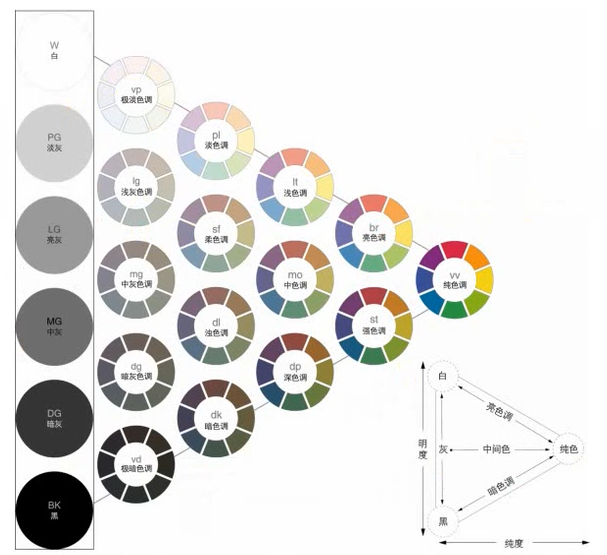 W
白
PG
淡灰
LG
亮灰
MG
中灰
DG
暗灰
BK
黑
vp
极淡色调
lg
浅灰色调
mg
中灰色调
dg
暗灰色调
vd
极暗色调
pl
淡色调
sf
柔色调
dl
浊色调
dk
暗色调
lt
浅色调
mo
中色调
dp
深色调
br
亮色调
st
强色调
vv
纯色调
白
亮色调
明度
灰
中间色
纯色
暗色调
黑
纯度